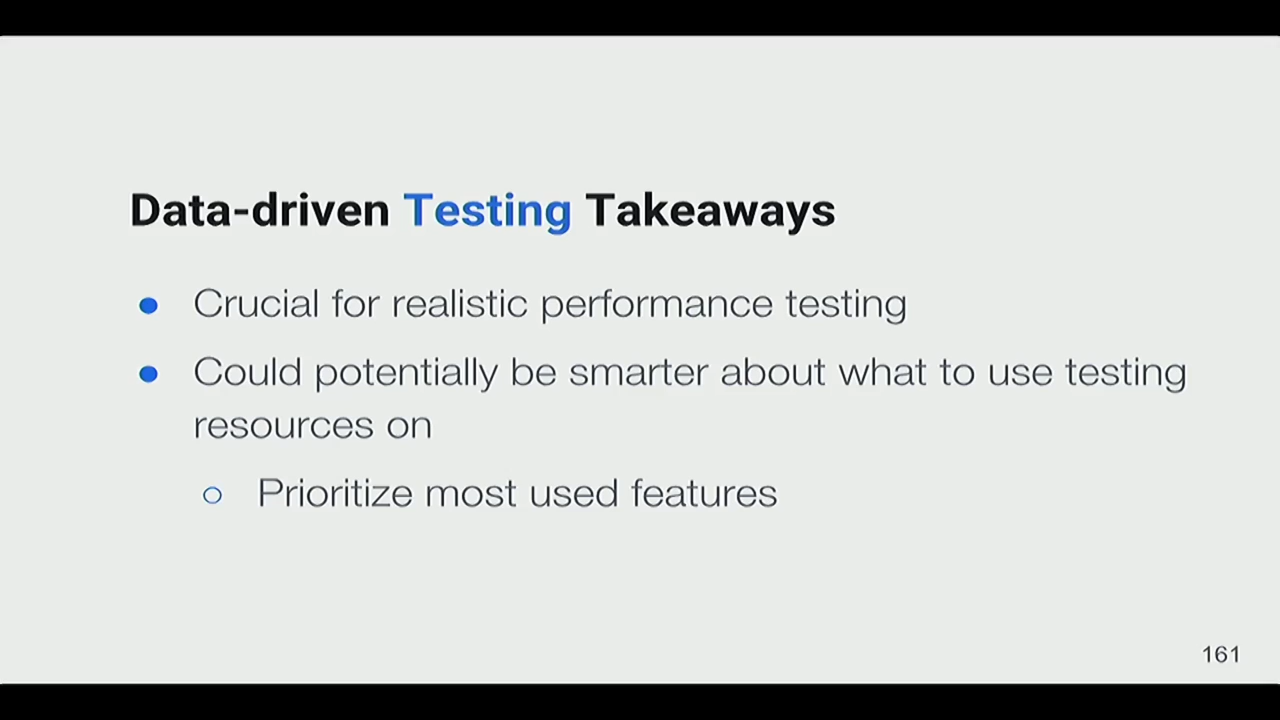 Data-driven Testing Takeaways
● Crucial for realistic performance testing
● Could potentially be smarter about what to use testing
resources on
○ Prioritize most used features
161